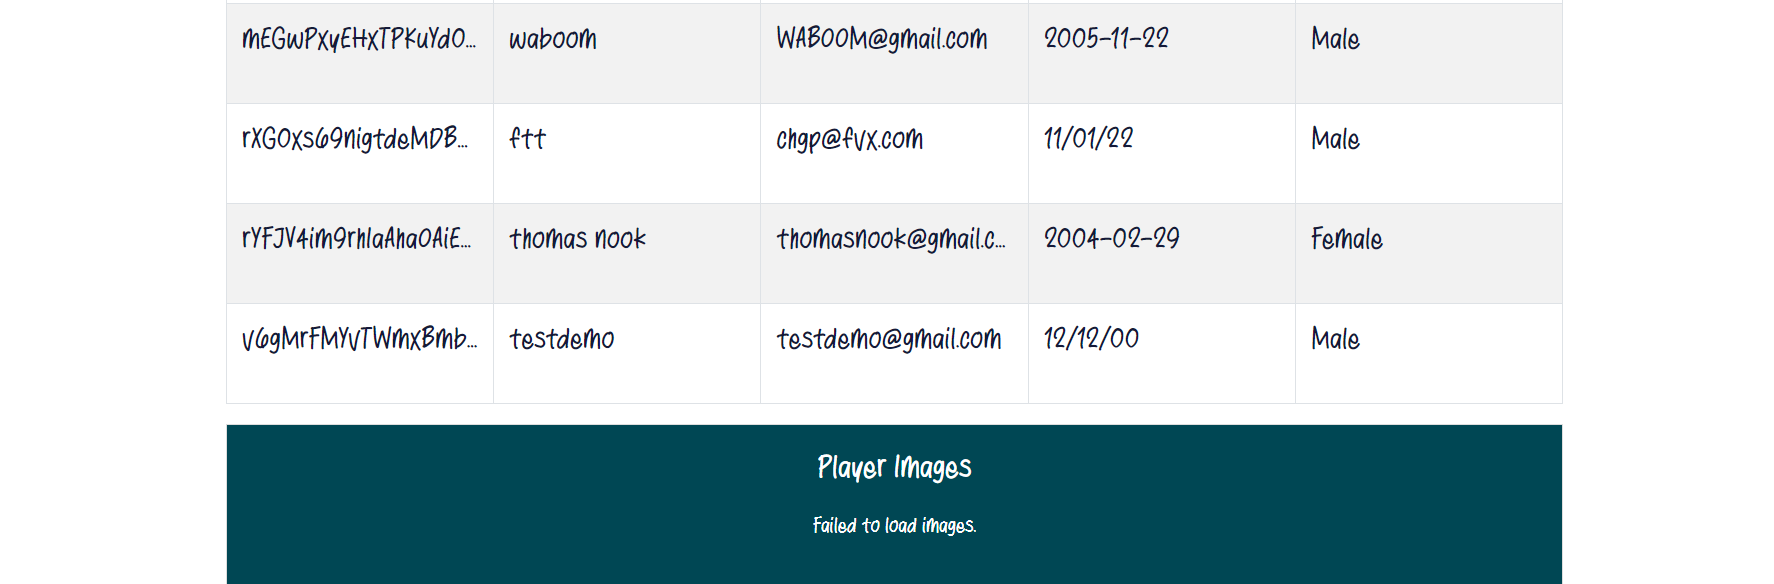 mEGwPXyEHxTPKuYdO... waboom WABOOM@gmail.com 2005-11-22 Male
rXGOxs69nigtdeMDB... ftt chgp@fvx.com 11/01/22 Male
rYFJV4im9rhlaAhaOAiE... thomas nook thomasnook@gmail.c... 2004-02-29 Female
v6gMrFMYvTWmxBmb... testdemo testdemo@gmail.com 12/12/00 Male
Player Images
Failed to load images.